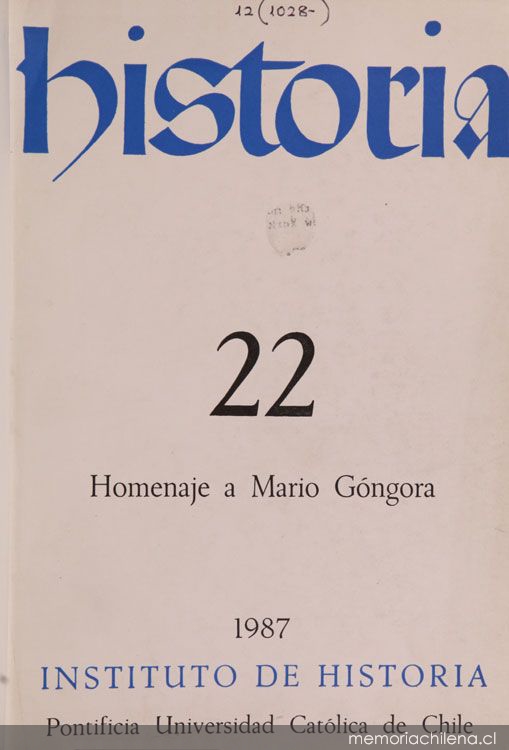 12(1028-)
historia
22
Homenaje a Mario Góngora
1987
INSTITUTO DE HISTORIA
Pontificia Universidad Católica de Chile
memoriachilena.cl